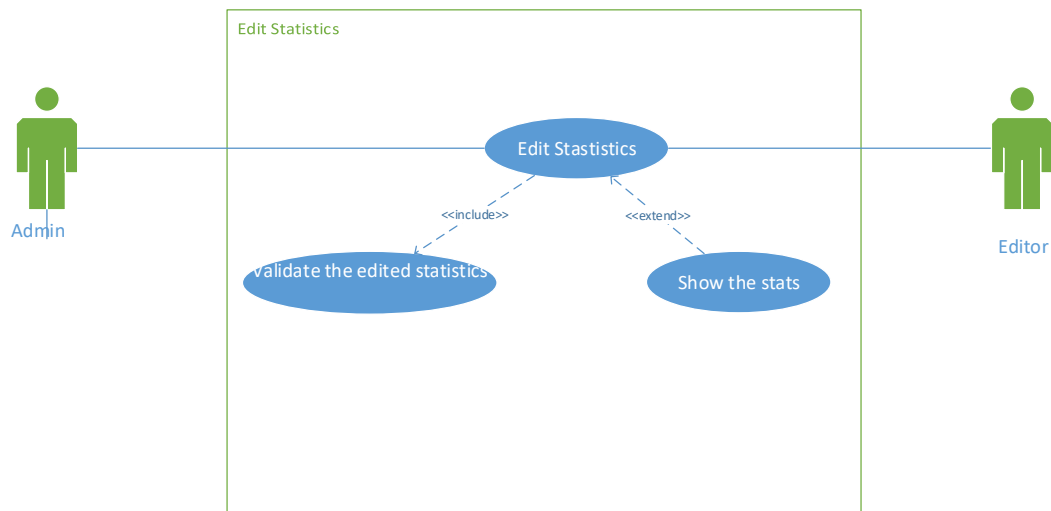 Edit Statistics
Edit Stastistics
<<include>>
<<extend>>
Admin
Editor
Validate the edited statistics
Show the stats